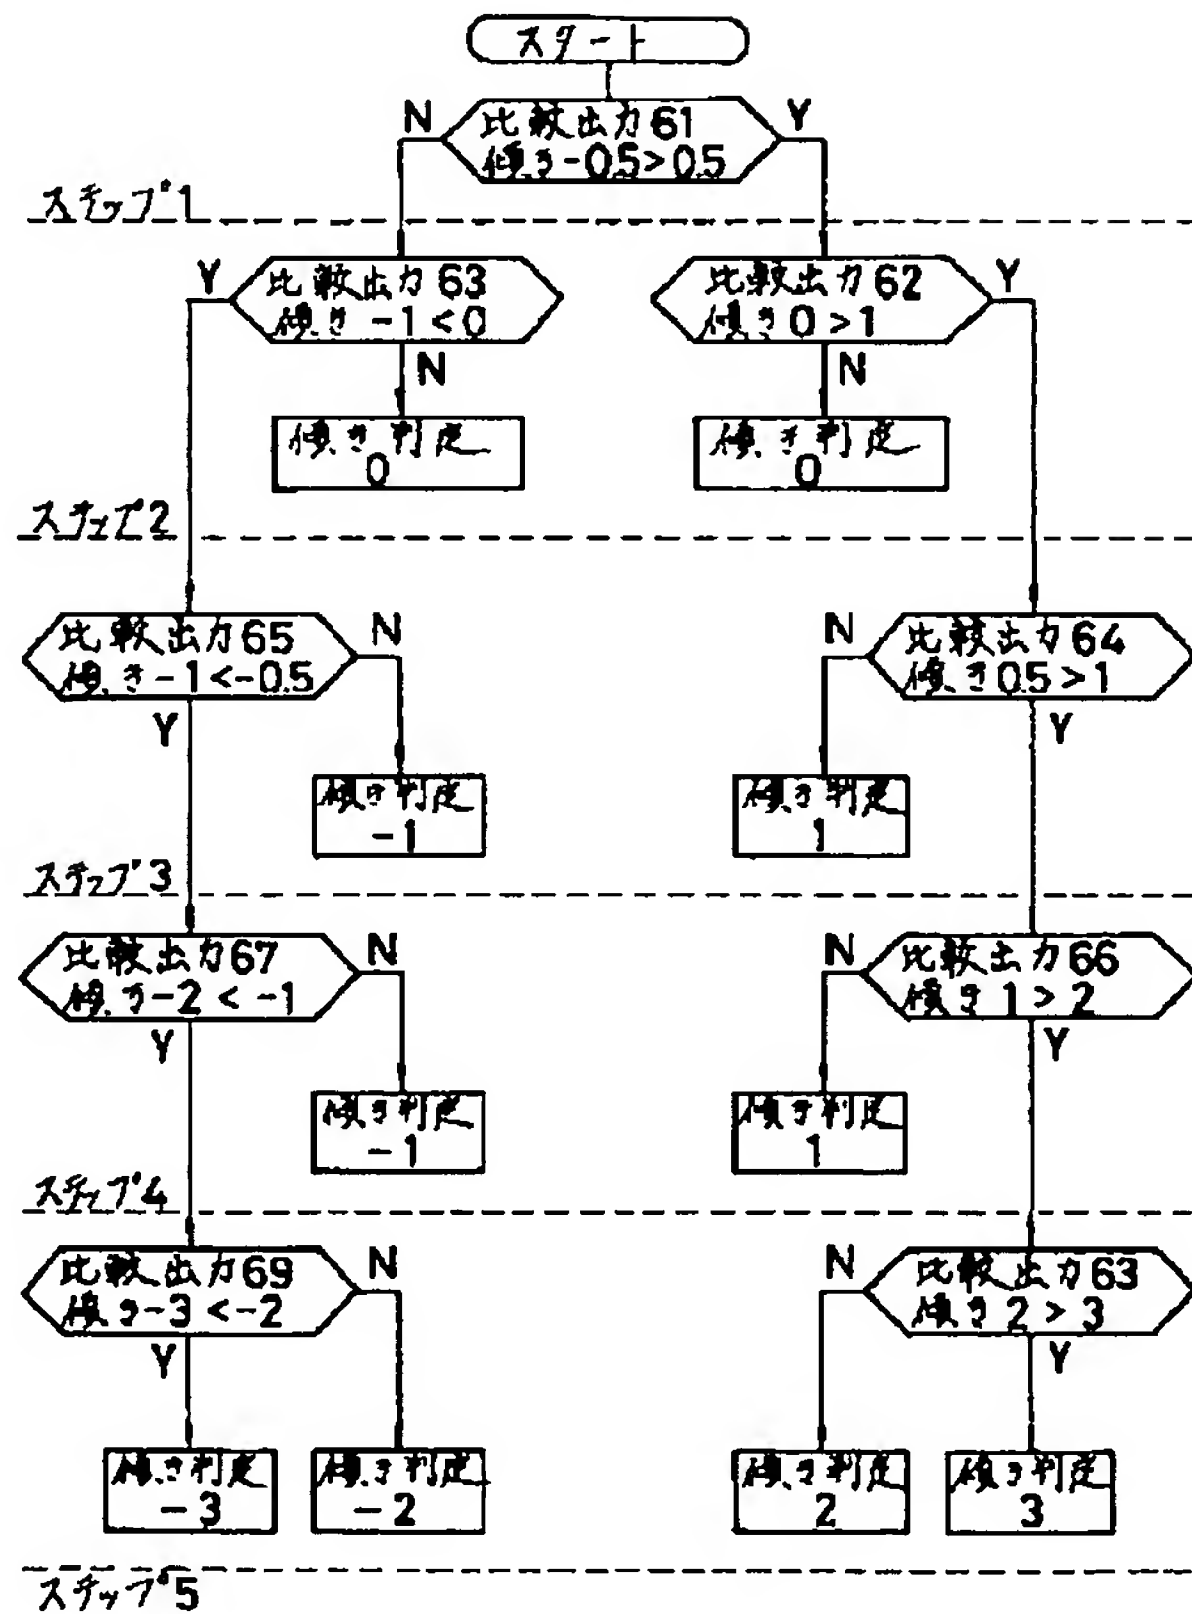 スタート
N
比較出力61
傾き-0.5>0.5
Y
ステップ1
Y
比較出力63
傾き-1<0
N
比較出力62
傾き0>1
Y
N
傾き判定
0
傾き判定
0
ステップ2
比較出力65
傾き-1<-0.5
N
Y
N
比較出力64
傾き0.5>1
Y
傾き判定
-1
傾き判定
1
ステップ3
比較出力67
傾き-2<-1
N
Y
N
比較出力66
傾き1>2
Y
傾き判定
-1
傾き判定
1
ステップ4
比較出力69
傾き-3<-2
N
Y
N
比較出力63
傾き2>3
Y
傾き判定
-3
傾き判定
-2
傾き判定
2
傾き判定
3
ステップ5